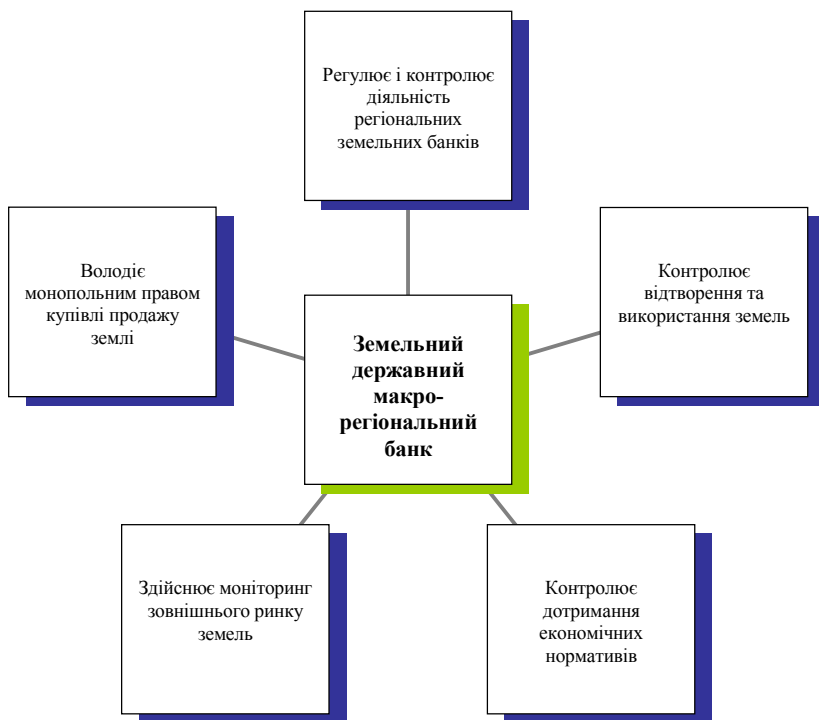 Регулює і контролює
діяльність
регіональних
земельних банків
Володіє
монопольним правом
купівлі продажу
землі
Контролює
відтворення та
використання земель
Земельний
державний
макро-
регіональний
банк
Здійснює моніторинг
зовнішнього ринку
земель
Контролює
дотримання
економічних
нормативів